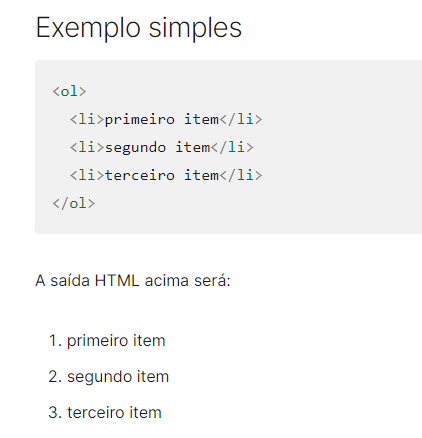 Exemplo simples
<ol>
  <li>primeiro item</li>
  <li>segundo item</li>
  <li>terceiro item</li>
</ol>
A saída HTML acima será:
1. primeiro item
2. segundo item
3. terceiro item